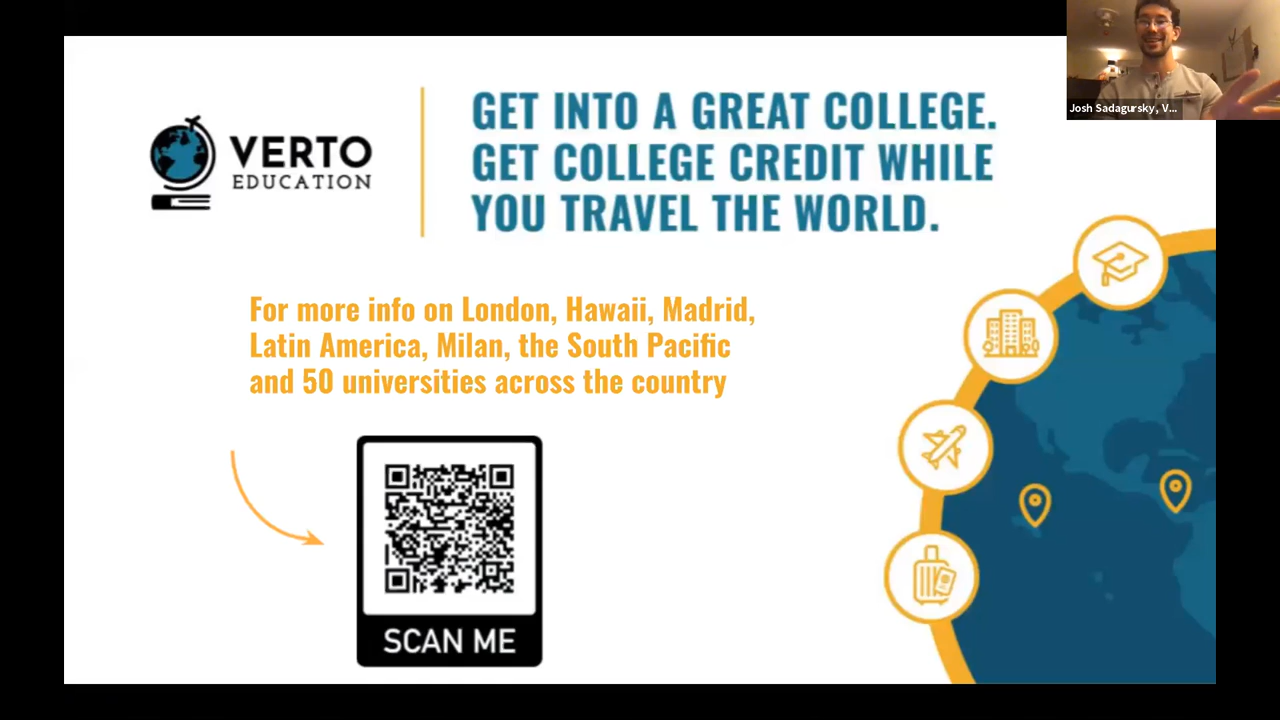 VERTO
EDUCATION
GET INTO A GREAT COLLEGE.
GET COLLEGE CREDIT WHILE
YOU TRAVEL THE WORLD.
Josh Sadagursky, V...
For more info on London, Hawaii, Madrid,
Latin America, Milan, the South Pacific
and 50 universities across the country
SCAN ME